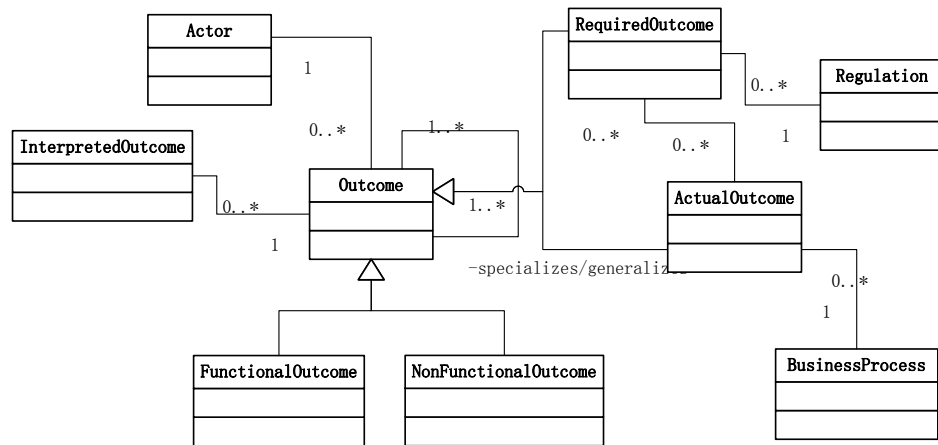 Actor
RequiredOutcome
1
Regulation
0..*
0..*
1..*
0..*
0..*
1
InterpretedOutcome
Outcome
ActualOutcome
0..*
1..*
1
-specializes/generalizes
0..*
1
FunctionalOutcome
NonFunctionalOutcome
BusinessProcess